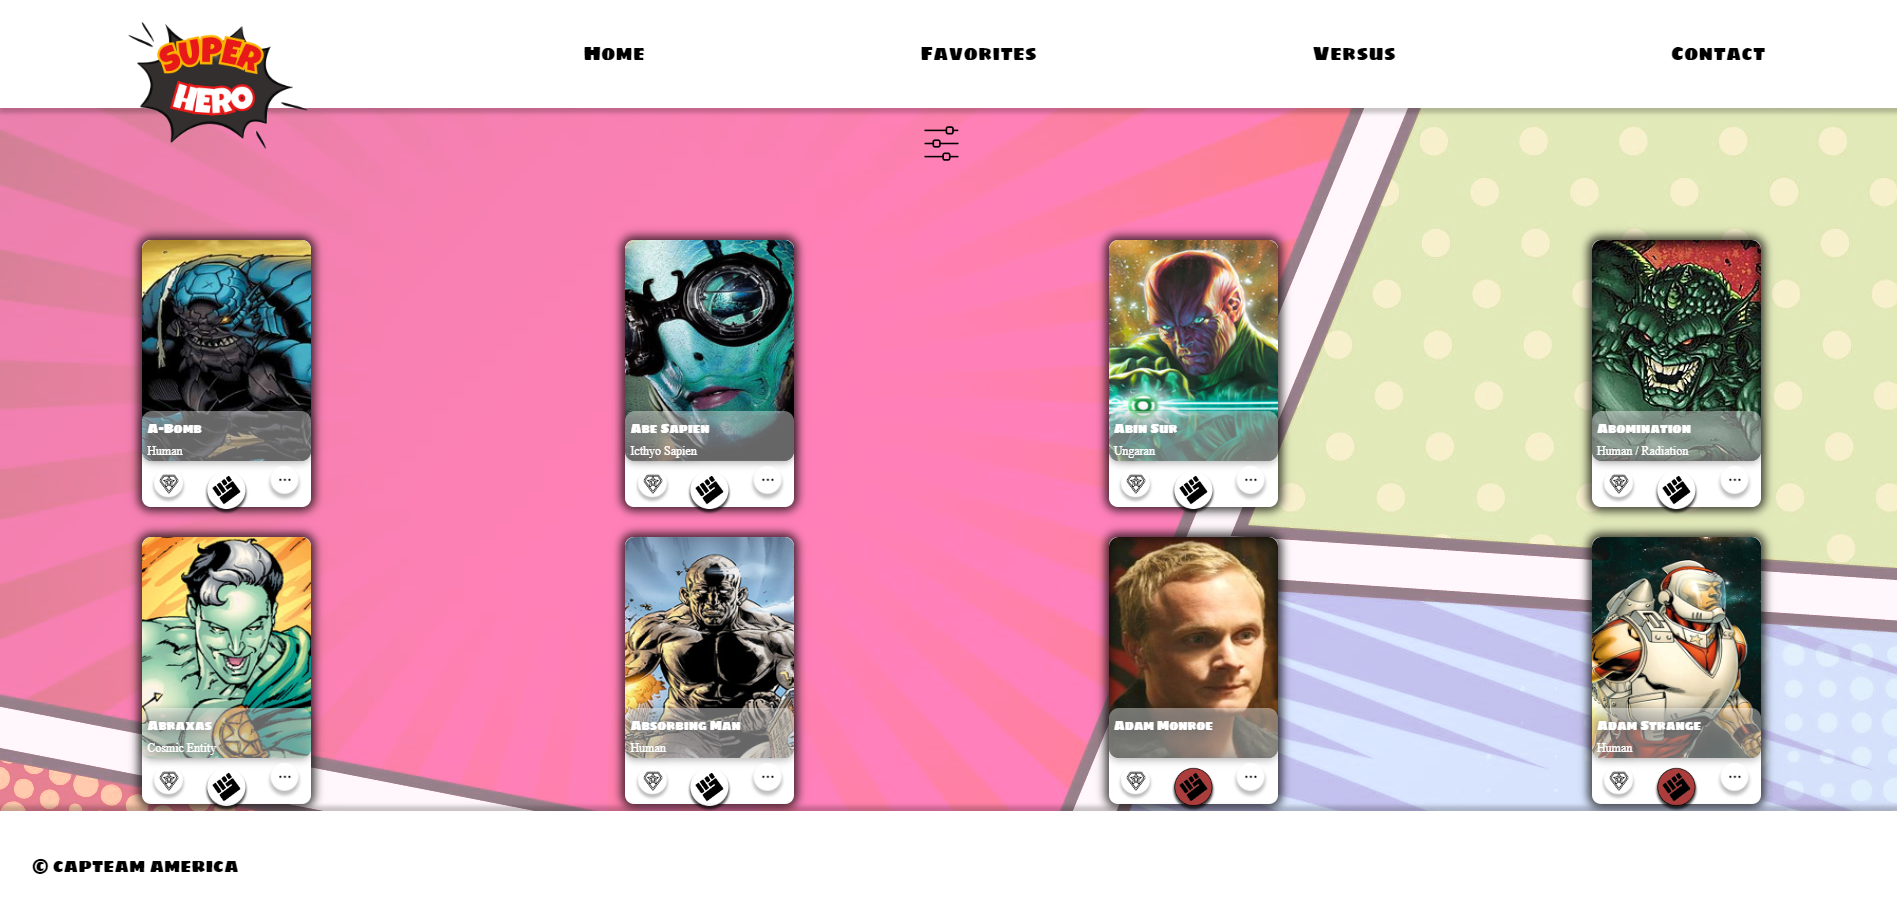 SUPER
HERO
Home
Favorites
Versus
Contact
A-Bomb
Human
Abe Sapien
Icthyo Sapien
Abin Sur
Ungaran
Abomination
Human / Radiation
Abraxas
Cosmic Entity
Absorbing Man
Human
Adam Monroe
Adam Strange
Human
© CAPTEAM AMERICA